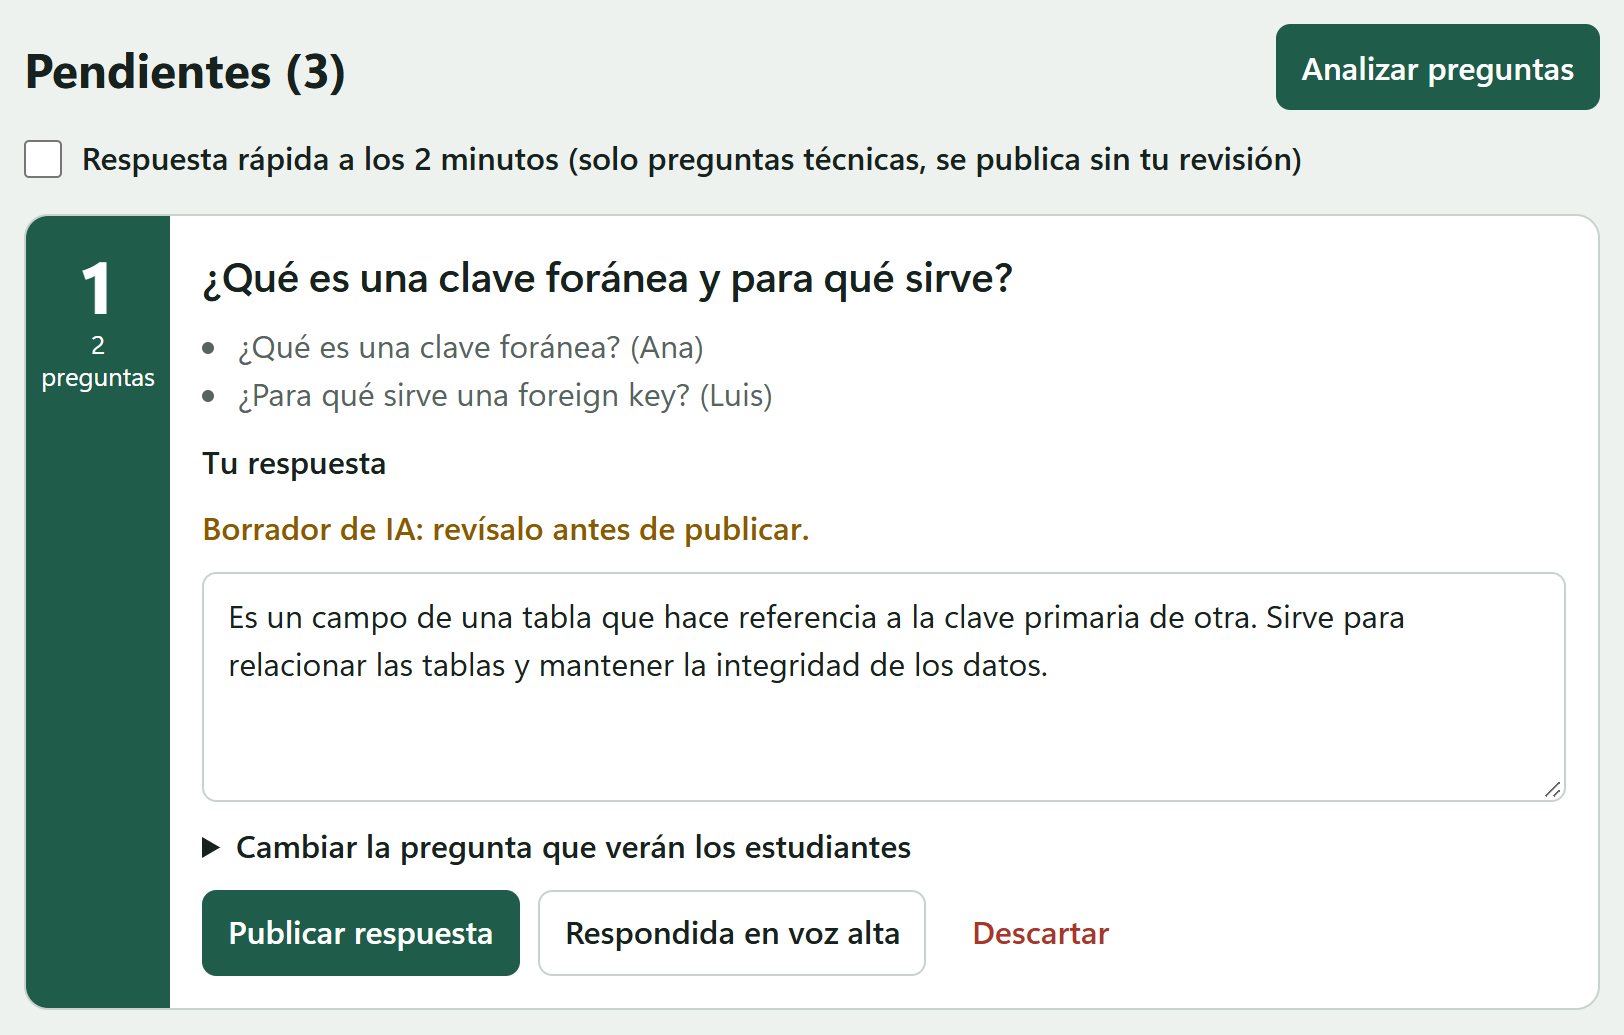 Pendientes (3)
Analizar preguntas
Respuesta rápida a los 2 minutos (solo preguntas técnicas, se publica sin tu revisión)
1
2
preguntas
¿Qué es una clave foránea y para qué sirve?
¿Qué es una clave foránea? (Ana)
¿Para qué sirve una foreign key? (Luis)
Tu respuesta
Borrador de IA: revísalo antes de publicar.
Es un campo de una tabla que hace referencia a la clave primaria de otra. Sirve para
relacionar las tablas y mantener la integridad de los datos.
Cambiar la pregunta que verán los estudiantes
Publicar respuesta
Respondida en voz alta
Descartar